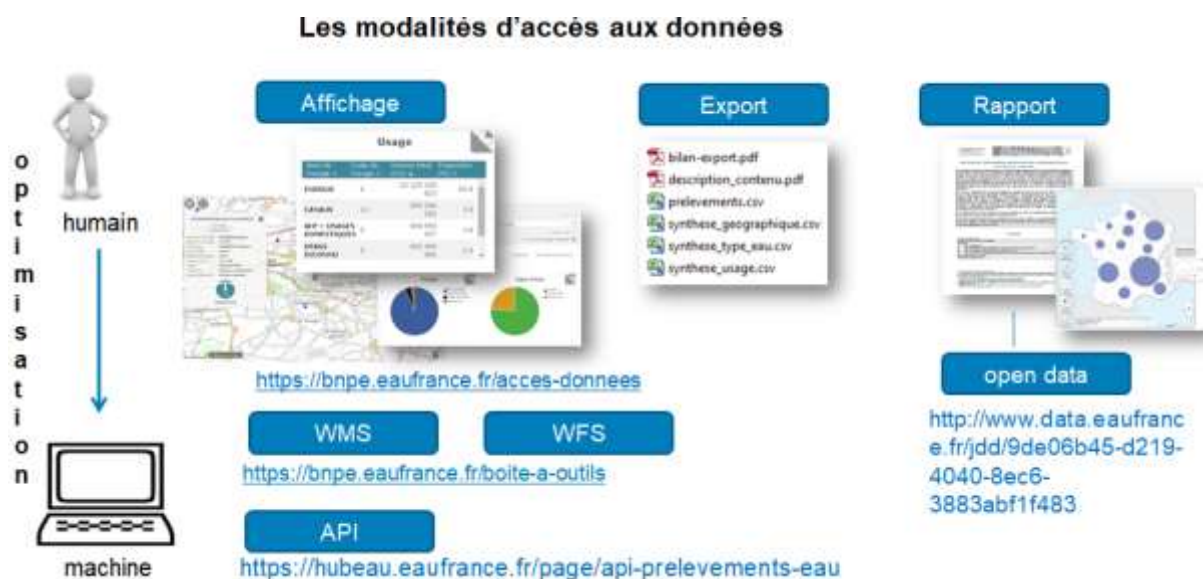 Les modalités d'accès aux données
Affichage
Export
Rapport
optimisation
humain
machine
Usage
bilan-export.pdf
description_contenu.pdf
prelevements.csv
synthese_geographique.csv
synthese_type_eau.csv
synthese_usage.csv
https://bnpe.eaufrance.fr/acces-donnees
open data
http://www.data.eaufranc
e.fr/jdd/9de06b45-d219-
4040-8ec6-
3883abf1f483
WMS
WFS
https://bnpe.eaufrance.fr/boite-a-outils
API
https://hubeau.eaufrance.fr/page/api-prelevements-eau